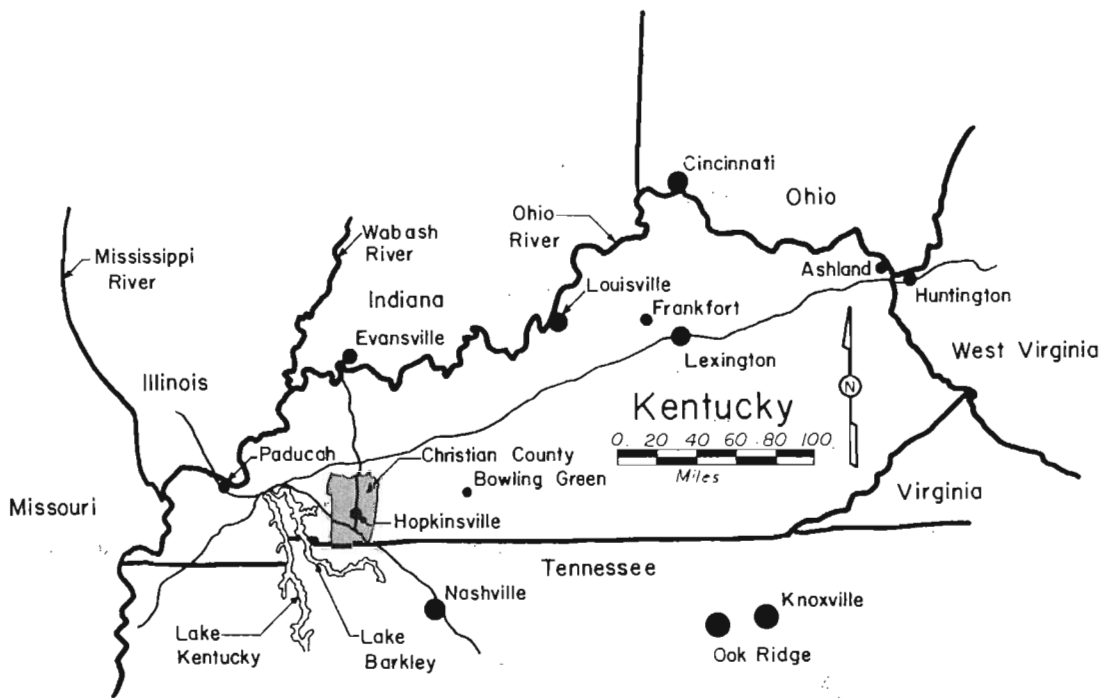 Cincinnati
Ohio
Ohio
River
Wabash
River
Mississippi
River
Ashland
Huntington
Indiana
Louisville
Frankfort
Evansville
Lexington
West Virginia
Illinois
N
Kentucky
0 20 40 60 80 100
Miles
Paducah
Christian County
Bowling Green
Virginia
Missouri
Hopkinsville
Tennessee
Nashville
Knoxville
Lake
Kentucky
Lake
Barkley
Oak Ridge